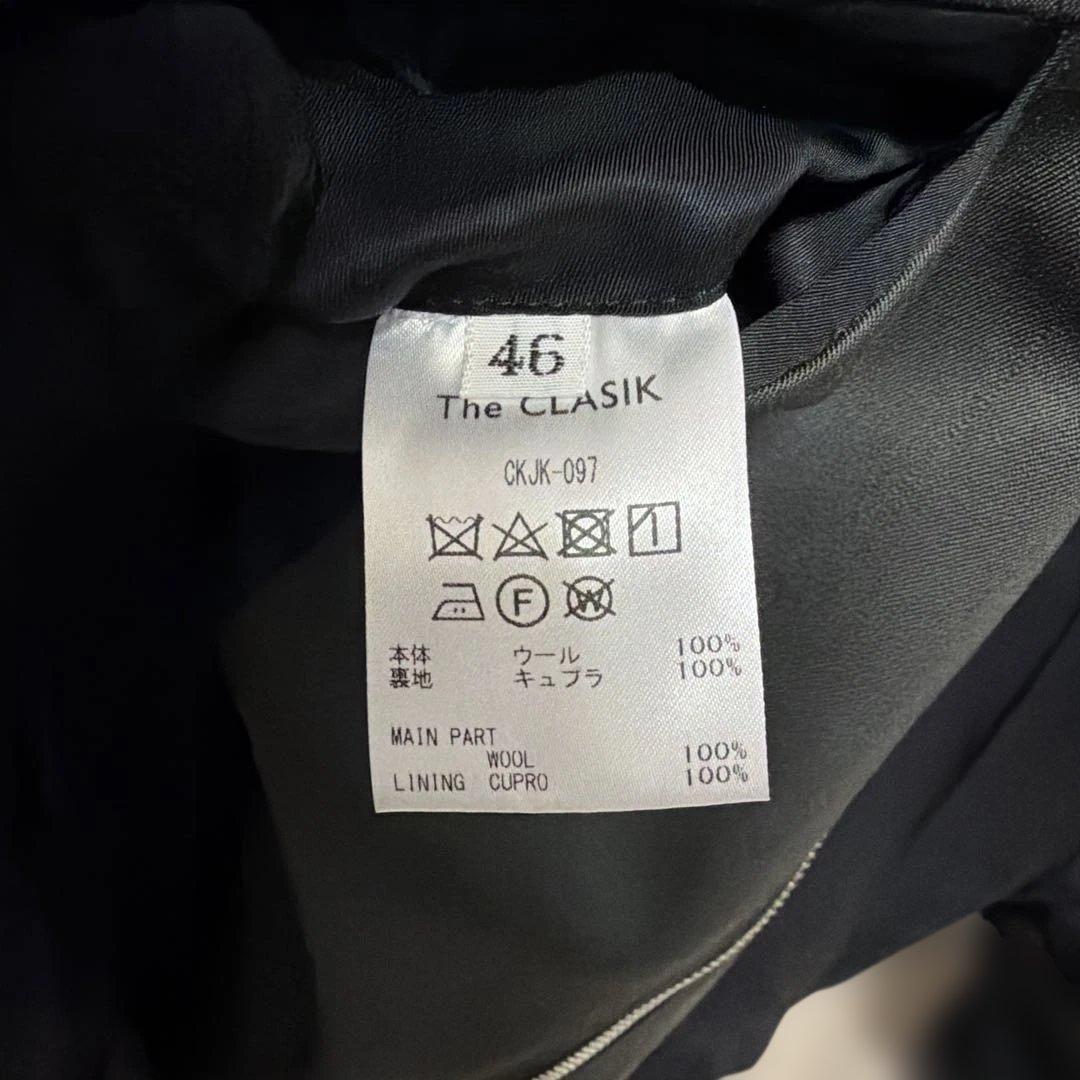 46
The CLASIK
CKJK-097
F W
本体 ウール 100%
裏地 キュプラ 100%
MAIN PART
WOOL 100%
LINING CUPRO 100%